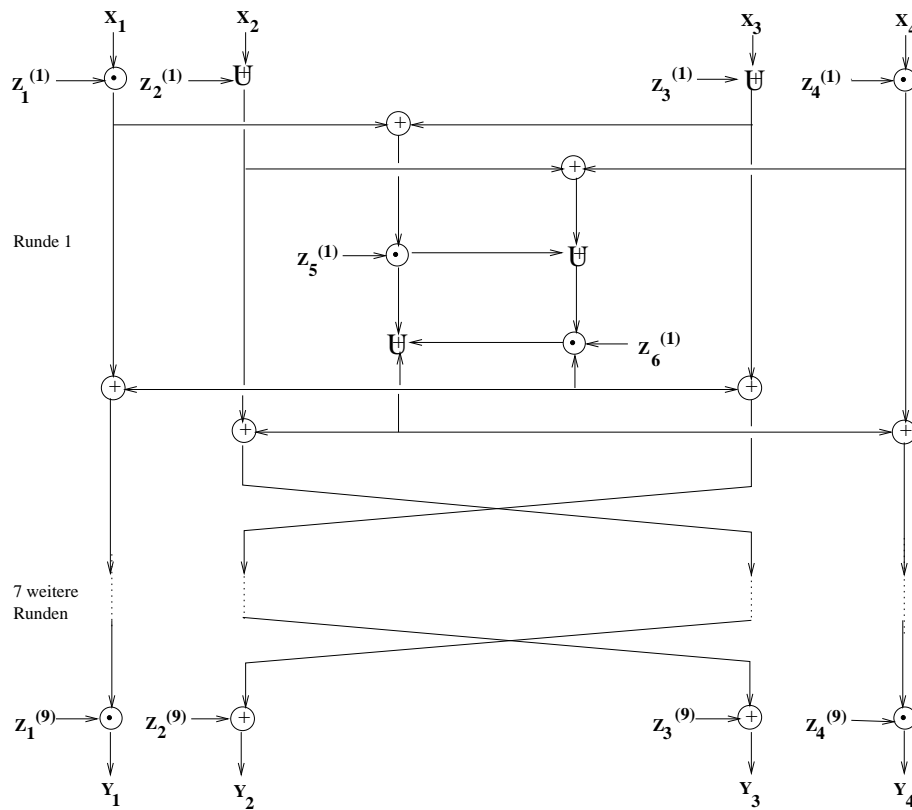 X₁ X₂ X₃ X₄
Z₁⁽¹⁾ Z₂⁽¹⁾ Z₃⁽¹⁾ Z₄⁽¹⁾
Runde 1
Z₅⁽¹⁾
Z₆⁽¹⁾
7 weitere
Runden
Z₁⁽⁹⁾ Z₂⁽⁹⁾ Z₃⁽⁹⁾ Z₄⁽⁹⁾
Y₁ Y₂ Y₃ Y₄